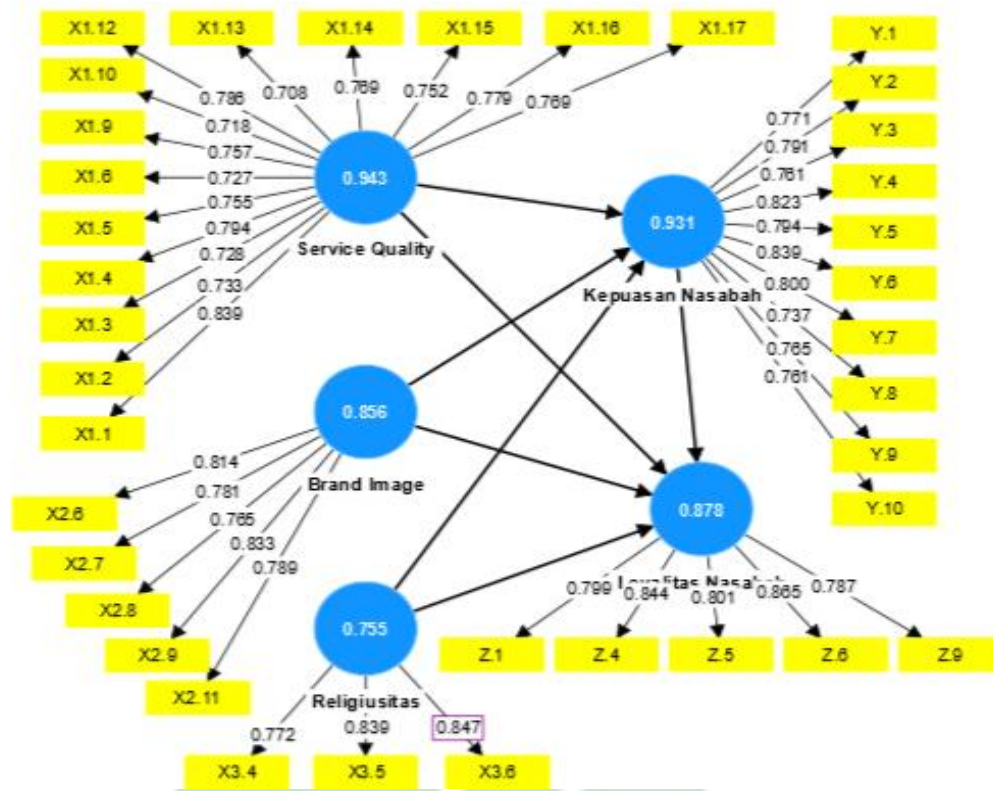 X1.12 X1.13 X1.14 X1.15 X1.16 X1.17
X1.10
X1.9
X1.6
X1.5
X1.4
X1.3
X1.2
X1.1
0.786
0.708
0.769
0.752
0.779
0.769
0.718
0.757
0.727
0.755
0.794
0.728
0.733
0.839
0.943
Service Quality
Y.1
Y.2
Y.3
Y.4
Y.5
Y.6
Y.7
Y.8
Y.9
Y.10
0.771
0.791
0.761
0.823
0.794
0.839
0.800
0.737
0.765
0.761
0.931
Kepuasan Nasabah
0.856
Brand Image
0.814
0.781
0.765
0.833
0.789
X2.6
X2.7
X2.8
X2.9
X2.11
0.878
Loyalitas Nasabah
0.799 0.844 0.801 0.865 0.787
Z.1 Z.4 Z.5 Z.6 Z.9
0.755
Religiusitas
0.772 0.839 0.847
X3.4 X3.5 X3.6